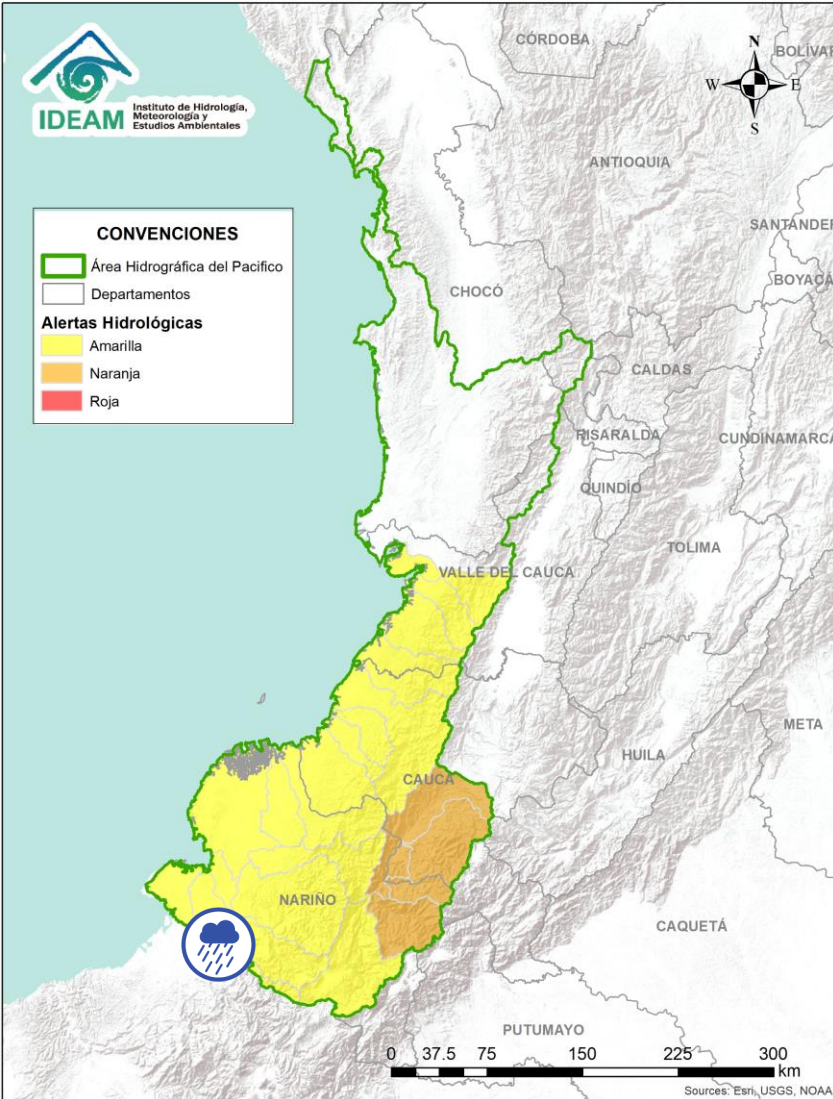 IDEAM
Instituto de Hidrología,
Meteorología y
Estudios Ambientales
CONVENCIONES
Área Hidrográfica del Pacifico
Departamentos
Alertas Hidrológicas
Amarilla
Naranja
Roja
N
W E
S
CÓRDOBA
BOLÍVAR
ANTIOQUIA
SANTANDER
BOYACÁ
CHOCÓ
CALDAS
RISARALDA
CUNDINAMARCA
QUINDÍO
TOLIMA
VALLE DEL CAUCA
META
HUILA
CAUCA
NARIÑO
CAQUETÁ
PUTUMAYO
0 37.5 75 150 225 300
km
Sources: Esri, USGS, NOAA